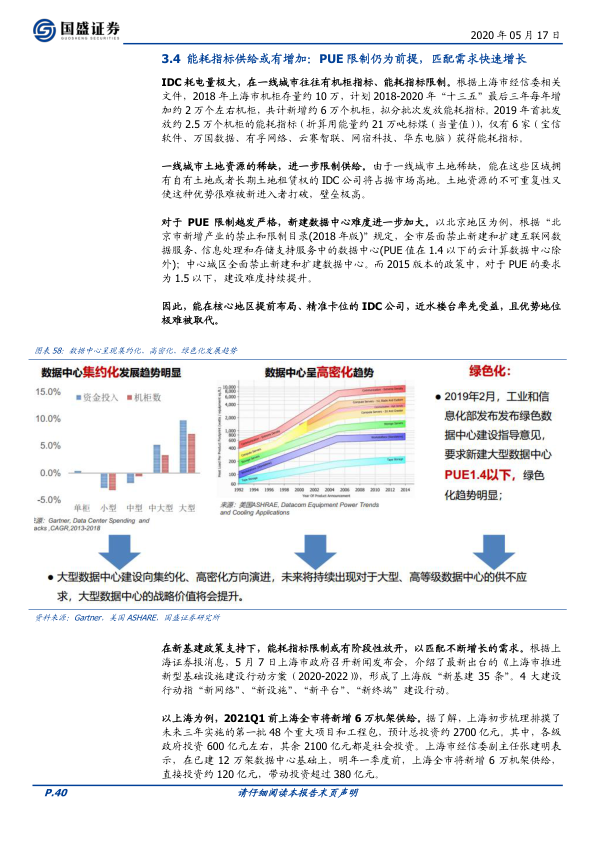 国盛证券
GUOSHENG SECURITIES
2020 年 05 月 17 日
3.4 能耗指标供给或有增加：PUE 限制仍为前提，匹配需求快速增长
IDC 耗电量极大，在一线城市往往有机柜指标、能耗指标限制。根据上海市经信委相关
文件，2018 年上海市机柜存量约 10 万，计划 2018-2020 年“十三五”最后三年每年增
加约 2 万个左右机柜，共计新增约 6 万个机柜，拟分批次发放能耗指标。2019 年首批发
放约 2.5 万个机柜的能耗指标（折算用能量约 21 万吨标煤（当量值）），仅有 6 家（宝信
软件、万国数据、有孚网络、云赛智联、网宿科技、华东电脑）获得能耗指标。
一线城市土地资源的稀缺，进一步限制供给。由于一线城市土地稀缺，能在这些区域拥
有自有土地或者长期土地租赁权的 IDC 公司将占据市场高地。土地资源的不可重复性又
使这种优势很难被新进入者打破，壁垒极高。
对于 PUE 限制越发严格，新建数据中心难度进一步加大。以北京地区为例，根据“北
京市新增产业的禁止和限制目录(2018 年版)”规定，全市层面禁止新建和扩建互联网数
据服务、信息处理和存储支持服务中的数据中心(PUE 值在 1.4 以下的云计算数据中心除
外)；中心城区全面禁止新建和扩建数据中心。而 2015 版本的政策中，对于 PUE 的要求
为 1.5 以下，建设难度持续提升。
因此，能在核心地区提前布局、精准卡位的 IDC 公司，近水楼台率先受益，且优势地位
极难被取代。
图表 58：数据中心呈现集约化、高密化、绿色化发展趋势
数据中心集约化发展趋势明显
15.0%
10.0%
5.0%
0.0%
-5.0%
资金投入 机柜数
单柜 小型 中型 中大型 大型
源：Gartner, Data Center Spending and
acks ,CAGR,2013-2018
数据中心呈高密化趋势
10,000
8,000
6,000
4,000
2,000
1,000
800
600
400
200
100
80
60
1992 1994 1996 1998 2000 2002 2004 2006 2008 2010 2012 2014
Year Of Product Announcement
来源：美国ASHRAE, Datacom Equipment Power Trends
and Cooling Applications
绿色化：
• 2019年2月，工业和信
息化部发布发布绿色数
据中心建设指导意见，
要求新建大型数据中心
PUE1.4以下，绿色
化趋势明显；
• 大型数据中心建设向集约化、高密化方向演进，未来将持续出现对于大型、高等级数据中心的供不应
求，大型数据中心的战略价值将会提升。
资料来源：Gartner，美国 ASHARE，国盛证券研究所
在新基建政策支持下，能耗指标限制或有阶段性放开，以匹配不断增长的需求。根据上
海证券报消息，5 月 7 日上海市政府召开新闻发布会，介绍了最新出台的《上海市推进
新型基础设施建设行动方案（2020-2022）》，形成了上海版“新基建 35 条”。4 大建设
行动指“新网络”、“新设施”、“新平台”、“新终端”建设行动。
以上海为例，2021Q1 前上海全市将新增 6 万机架供给。据了解，上海初步梳理排摸了
未来三年实施的第一批 48 个重大项目和工程包，预计总投资约 2700 亿元。其中，各级
政府投资 600 亿元左右，其余 2100 亿元都是社会投资。上海市经信委副主任张建明表
示，在已建 12 万架数据中心基础上，明年一季度前，上海全市将新增 6 万机架供给，
直接投资约 120 亿元，带动投资超过 380 亿元。
P.40
请仔细阅读本报告末页声明